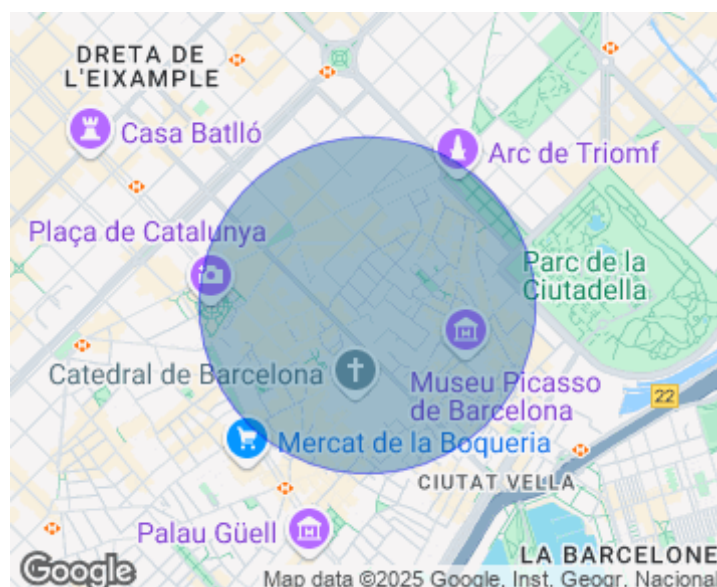 DRETA DE
L'EIXAMPLE
Casa Batlló
Arc de Triomf
Plaça de Catalunya
Parc de la
Ciutadella
Catedral de Barcelona
Museu Picasso
de Barcelona
22
Mercat de la Boqueria
CIUTAT VELLA
Palau Güell
LA BARCELONE
Google
Map data ©2025 Google, Inst. Geogr. Nacional